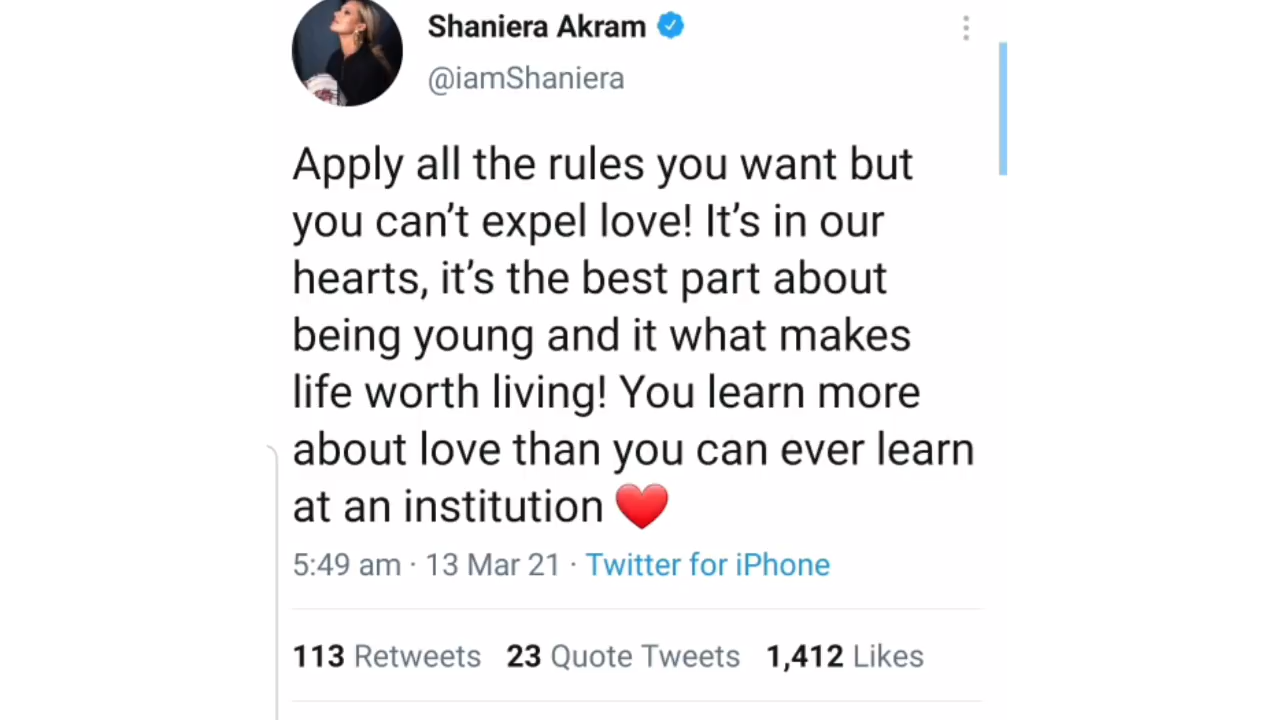 Shaniera Akram
@iamShaniera
Apply all the rules you want but
you can't expel love! It's in our
hearts, it's the best part about
being young and it what makes
life worth living! You learn more
about love than you can ever learn
at an institution ❤️
5:49 am · 13 Mar 21 · Twitter for iPhone
113 Retweets 23 Quote Tweets 1,412 Likes